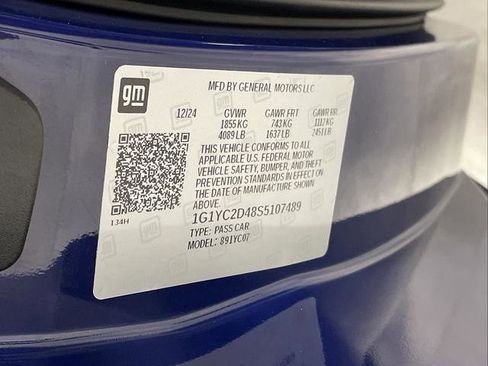 gm
MFD BY GENERAL MOTORS LLC
12/24 GVWR GAWR FRT GAWR RR
1855 KG 743 KG 1112 KG
4089 LB 1637 LB 2451 LB
THIS VEHICLE CONFORMS TO ALL
APPLICABLE U.S. FEDERAL MOTOR
VEHICLE SAFETY, BUMPER, AND THEFT
PREVENTION STANDARDS IN EFFECT ON
THE DATE OF MANUFACTURE SHOWN
ABOVE.
134H
1G1YC2D48S5107489
TYPE: PASS CAR
MODEL: 891YC07